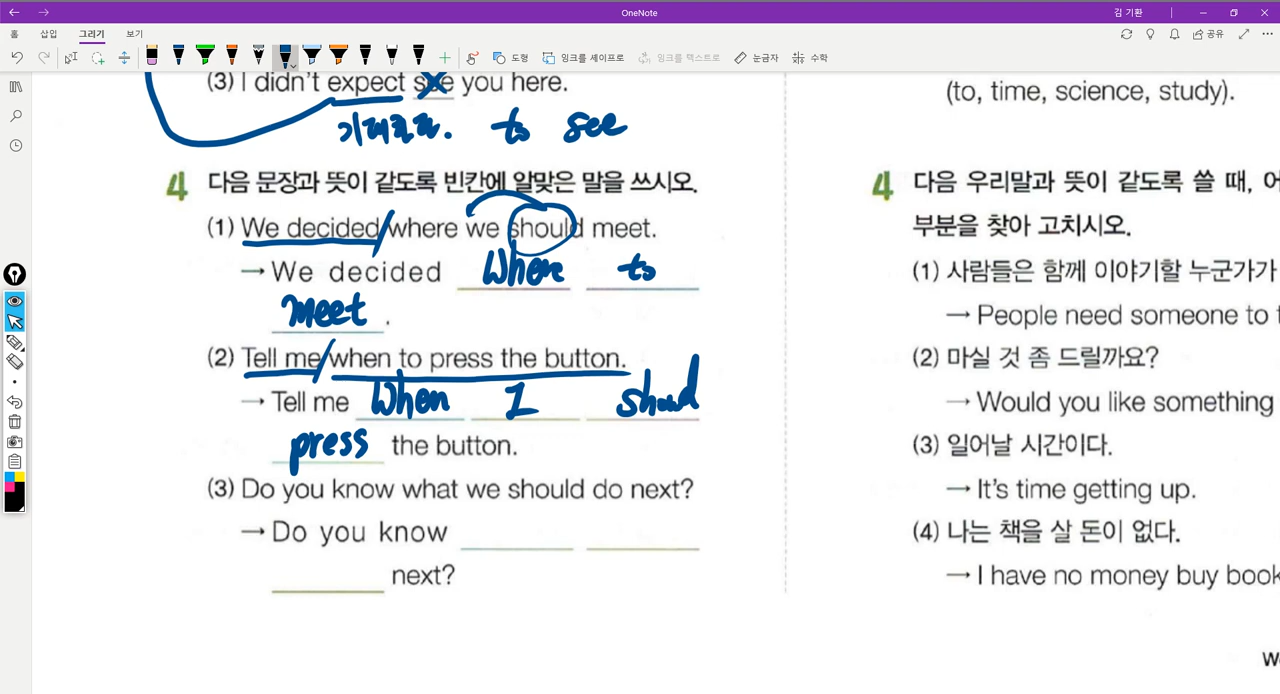 OneNote
김 기환
홈 삽입 그리기 보기
공유
도형 잉크를 셰이프로 잉크를 텍스트로 눈금자 수학
(3) I didn't expect see you here.
to see
4 다음 문장과 뜻이 같도록 빈칸에 알맞은 말을 쓰시오.
(1) We decided/where we should meet.
→ We decided Where to
meet.
(2) Tell me/when to press the button.
→ Tell me When I should
press the button.
(3) Do you know what we should do next?
→ Do you know
next?
(to, time, science, study).
4 다음 우리말과 뜻이 같도록 쓸 때, 어
부분을 찾아 고치시오.
(1) 사람들은 함께 이야기할 누군가가
→ People need someone to
(2) 마실 것 좀 드릴까요?
→ Would you like something
(3) 일어날 시간이다.
→ It's time getting up.
(4) 나는 책을 살 돈이 없다.
→ I have no money buy book